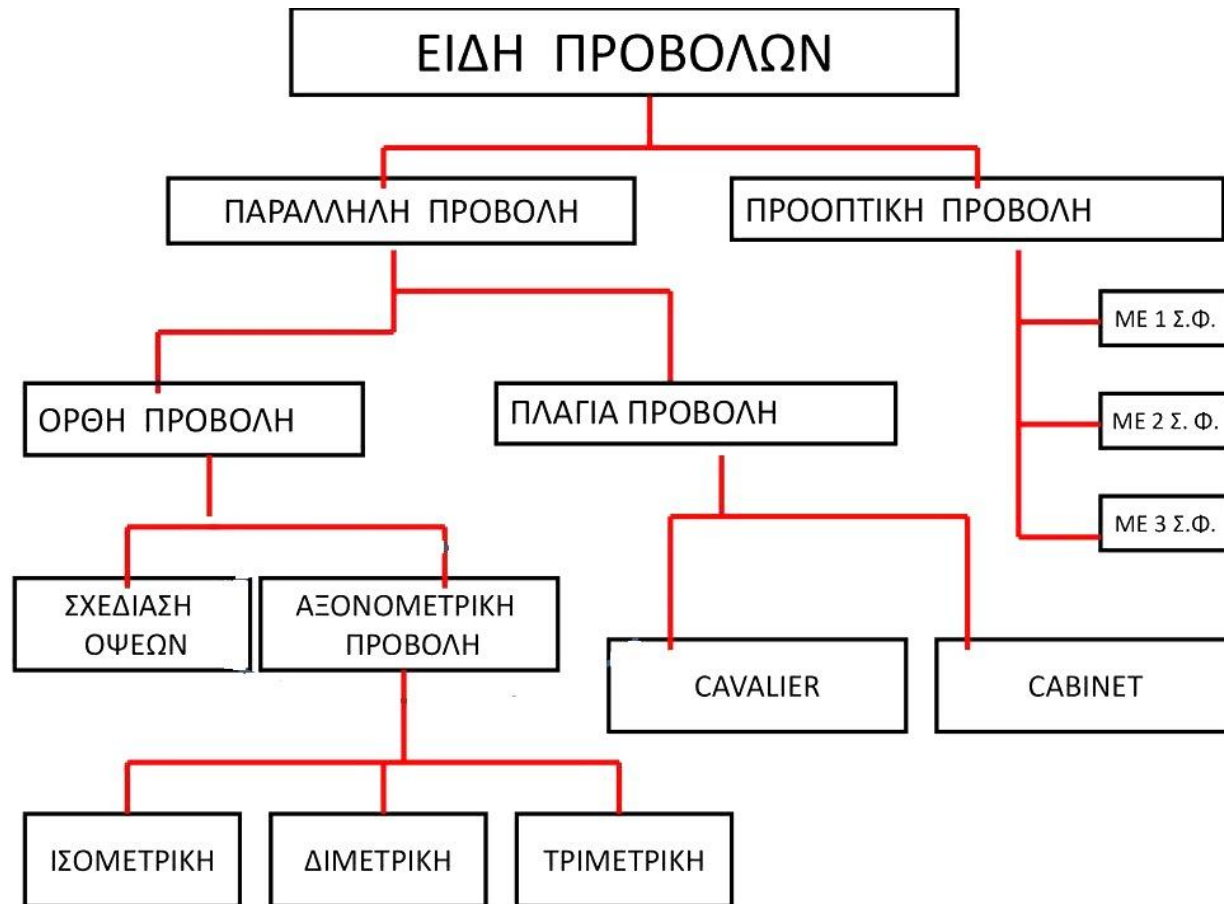 ΕΙΔΗ ΠΡΟΒΟΛΩΝ
ΠΑΡΑΛΛΗΛΗ ΠΡΟΒΟΛΗ
ΠΡΟΟΠΤΙΚΗ ΠΡΟΒΟΛΗ
ΜΕ 1 Σ.Φ.
ΟΡΘΗ ΠΡΟΒΟΛΗ
ΠΛΑΓΙΑ ΠΡΟΒΟΛΗ
ΜΕ 2 Σ. Φ.
ΜΕ 3 Σ.Φ.
ΣΧΕΔΙΑΣΗ
ΟΨΕΩΝ
ΑΞΟΝΟΜΕΤΡΙΚΗ
ΠΡΟΒΟΛΗ
CAVALIER
CABINET
ΙΣΟΜΕΤΡΙΚΗ
ΔΙΜΕΤΡΙΚΗ
ΤΡΙΜΕΤΡΙΚΗ